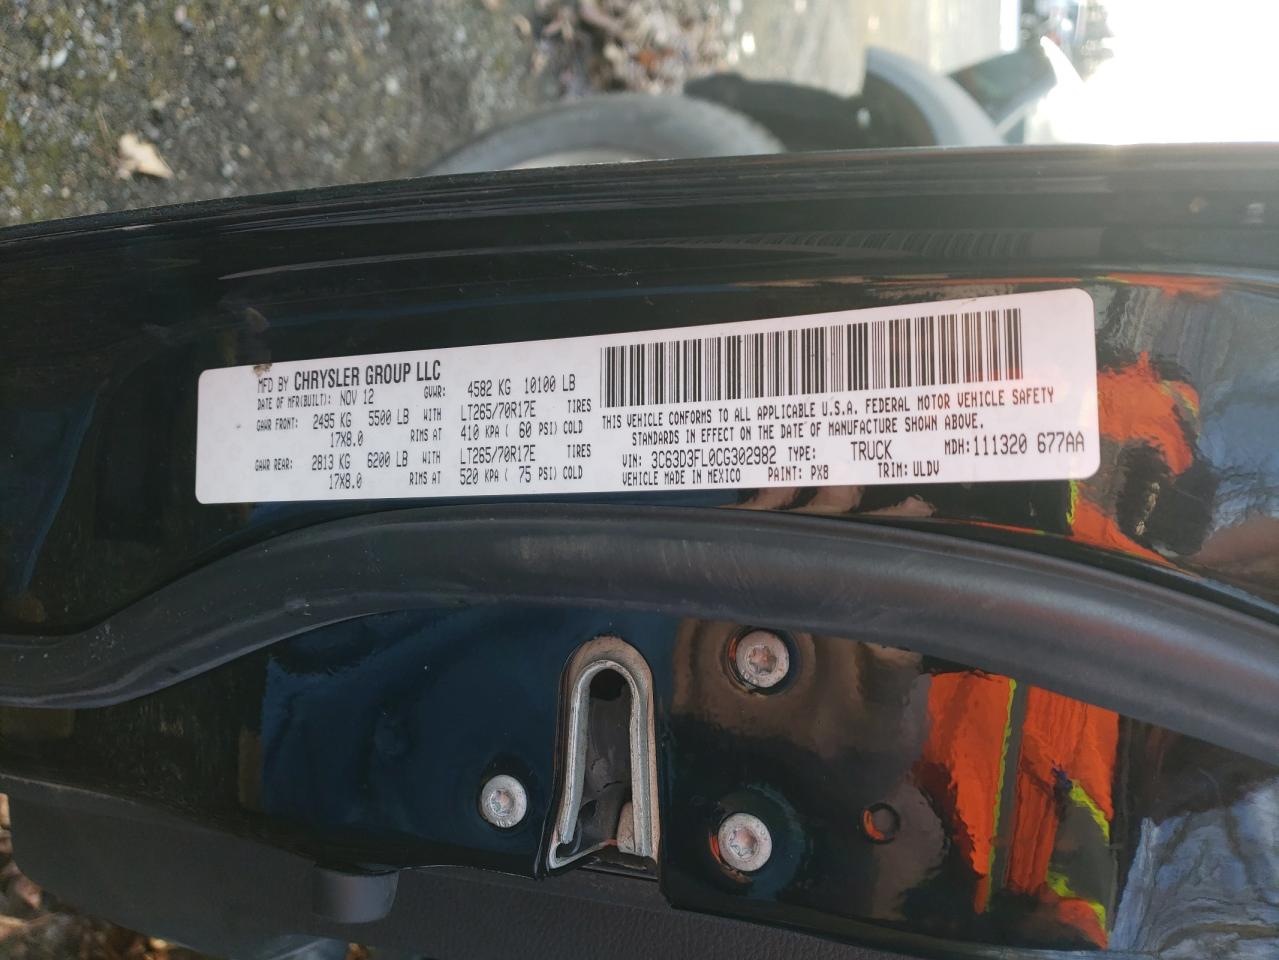 MFD BY CHRYSLER GROUP LLC
DATE OF MFR(BUILT): NOV 12 GVWR: 4582 KG 10100 LB
GAWR FRONT: 2495 KG 5500 LB WITH LT265/70R17E TIRES
17X8.0 RIMS AT 410 KPA ( 60 PSI) COLD
GAWR REAR: 2813 KG 6200 LB WITH LT265/70R17E TIRES
17X8.0 RIMS AT 520 KPA ( 75 PSI) COLD
THIS VEHICLE CONFORMS TO ALL APPLICABLE U.S.A. FEDERAL MOTOR VEHICLE SAFETY
STANDARDS IN EFFECT ON THE DATE OF MANUFACTURE SHOWN ABOVE.
VIN: 3C63D3FL0CG302982 TYPE: TRUCK MDH: 111320 677AA
VEHICLE MADE IN MEXICO PAINT: PX8 TRIM: ULDV